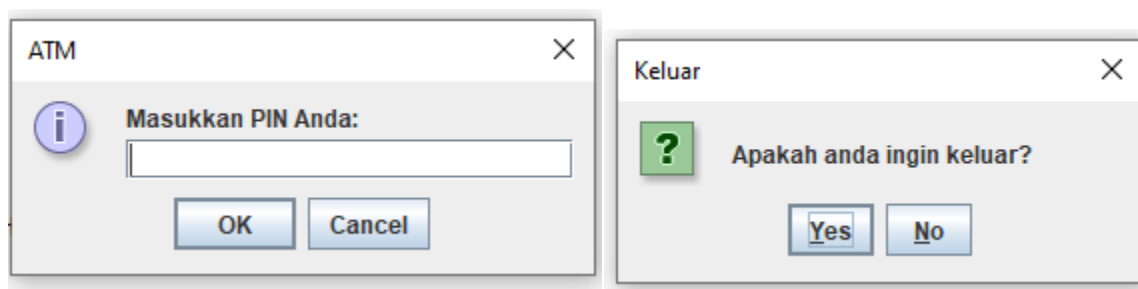 ATM
Masukkan PIN Anda:
OK Cancel
Keluar
Apakah anda ingin keluar?
Yes No